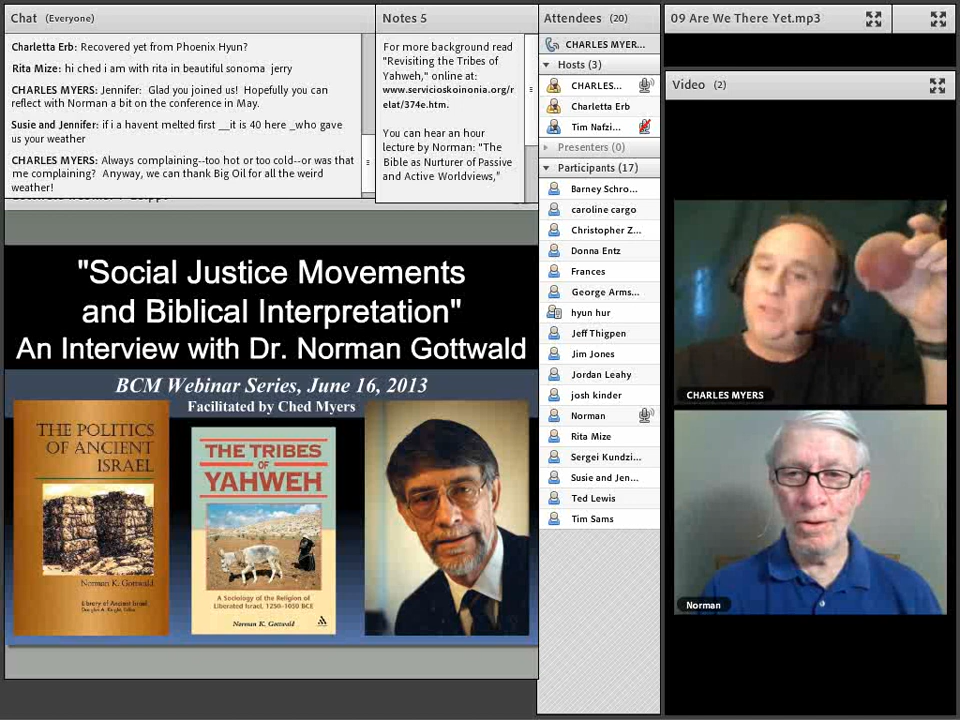 Chat (Everyone)
Charletta Erb: Recovered yet from Phoenix Hyun?
Rita Mize: hi ched i am with rita in beautiful sonoma jerry
CHARLES MYERS: Jennifer: Glad you joined us! Hopefully you can
reflect with Norman a bit on the conference in May.
Susie and Jennifer: if i a havent melted first __it is 40 here _who gave
us your weather
CHARLES MYERS: Always complaining--too hot or too cold--or was that
me complaining? Anyway, we can thank Big Oil for all the weird
weather!
Notes 5
For more background read
"Revisiting the Tribes of
Yahweh," online at:
www.servicioskoinonia.org/r
elat/374e.htm.
You can hear an hour
lecture by Norman: "The
Bible as Nurturer of Passive
and Active Worldviews,"
Attendees (20)
CHARLES MYER...
Hosts (3)
CHARLES...
Charletta Erb
Tim Nafzi...
Presenters (0)
Participants (17)
Barney Schro...
caroline cargo
Christopher Z...
Donna Entz
Frances
George Arms...
hyun hur
Jeff Thigpen
Jim Jones
Jordan Leahy
josh kinder
Norman
Rita Mize
Sergei Kundzi...
Susie and Jen...
Ted Lewis
Tim Sams
09 Are We There Yet.mp3
Video (2)
CHARLES MYERS
Norman
"Social Justice Movements
and Biblical Interpretation"
An Interview with Dr. Norman Gottwald
BCM Webinar Series, June 16, 2013
Facilitated by Ched Myers
THE POLITICS
OF ANCIENT
ISRAEL
Norman K. Gottwald
Library of Ancient Israel
Douglas A. Knight, Editor
THE TRIBES
OF
YAHWEH
A Sociology of the Religion of
Liberated Israel, 1250-1050 BCE
Norman K. Gottwald